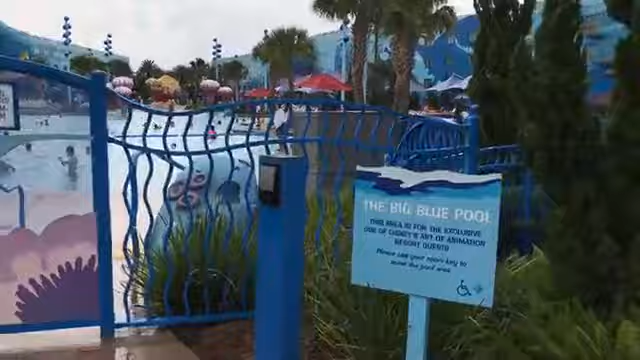 THE BIG BLUE POOL
THIS AREA IS FOR THE EXCLUSIVE
USE OF DISNEY'S ART OF ANIMATION
RESORT GUESTS
Please use your room key to
enter the pool area